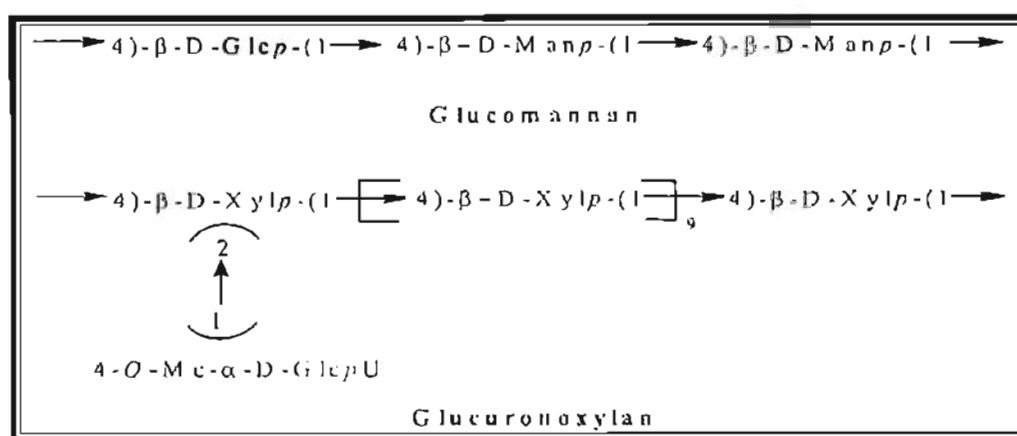 4)-β-D-Glcp-(1 4)-β-D-Manp-(1 4)-β-D-Manp-(1
Glucomannan
4)-β-D-Xylp-(1 4)-β-D-Xylp-(1 9 4)-β-D-Xylp-(1
2
1
4-O-Me-α-D-GlcpU
Glucuronoxylan